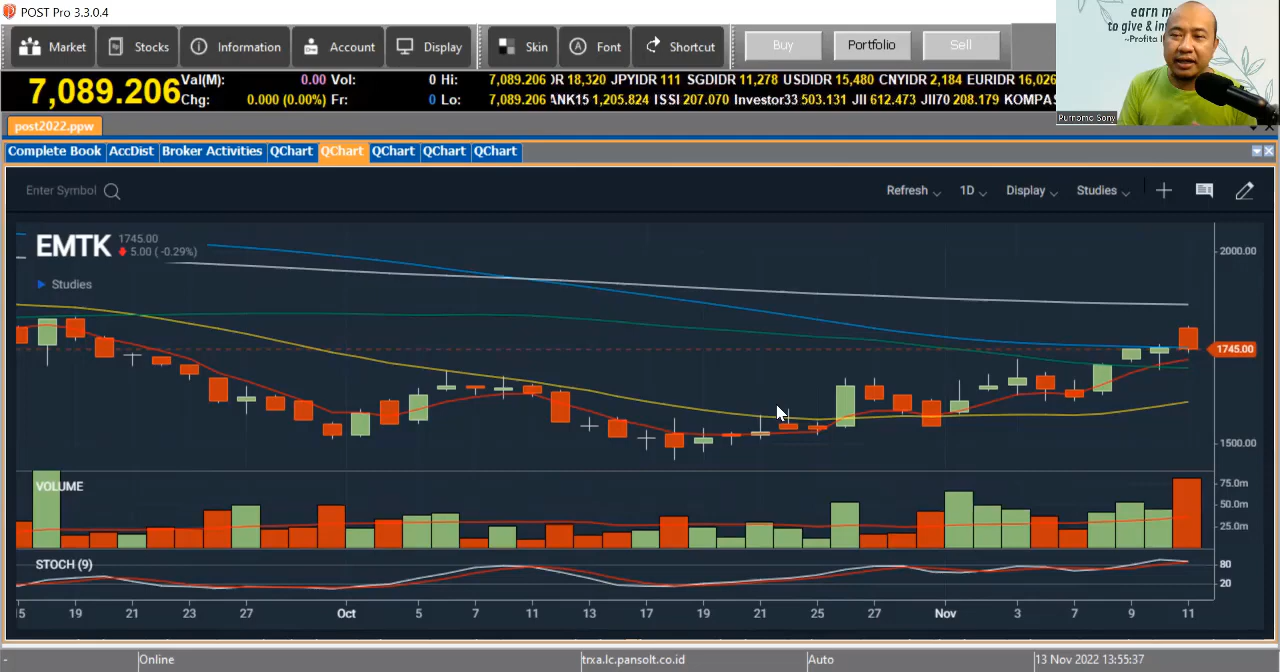 POST Pro 3.3.0.4
Market Stocks Information Account Display Skin Font Shortcut Buy Portfolio Sell
earn m
to give & i
~Profita I
Purnomo Sony
7,089.206
Val(M): 0.00 Vol: 0 Hi: 7,089.206
Chg: 0.000 (0.00%) Fr: 0 Lo: 7,089.206
18,320 JPYIDR 111 SGDIDR 11,278 USDIDR 15,480 CNYIDR 2,184 EURIDR 16,026
ANK15 1,205.824 ISSI 207.070 Investor33 503.131 JII 612.473 JII70 208.179 KOMPAS
post2022.ppw
Complete Book AccDist Broker Activities QChart QChart QChart QChart QChart
Enter Symbol Refresh 1D Display Studies
EMTK 1745.00
5.00 ( -0.29%)
Studies
2000.00
1745.00
1500.00
VOLUME
75.0m
50.0m
25.0m
STOCH (9)
80
20
15 19 21 23 27 Oct 5 7 11 13 17 19 21 25 27 Nov 3 7 9 11
- Online trxa.lc.pansolt.co.id Auto 13 Nov 2022 13:55:37